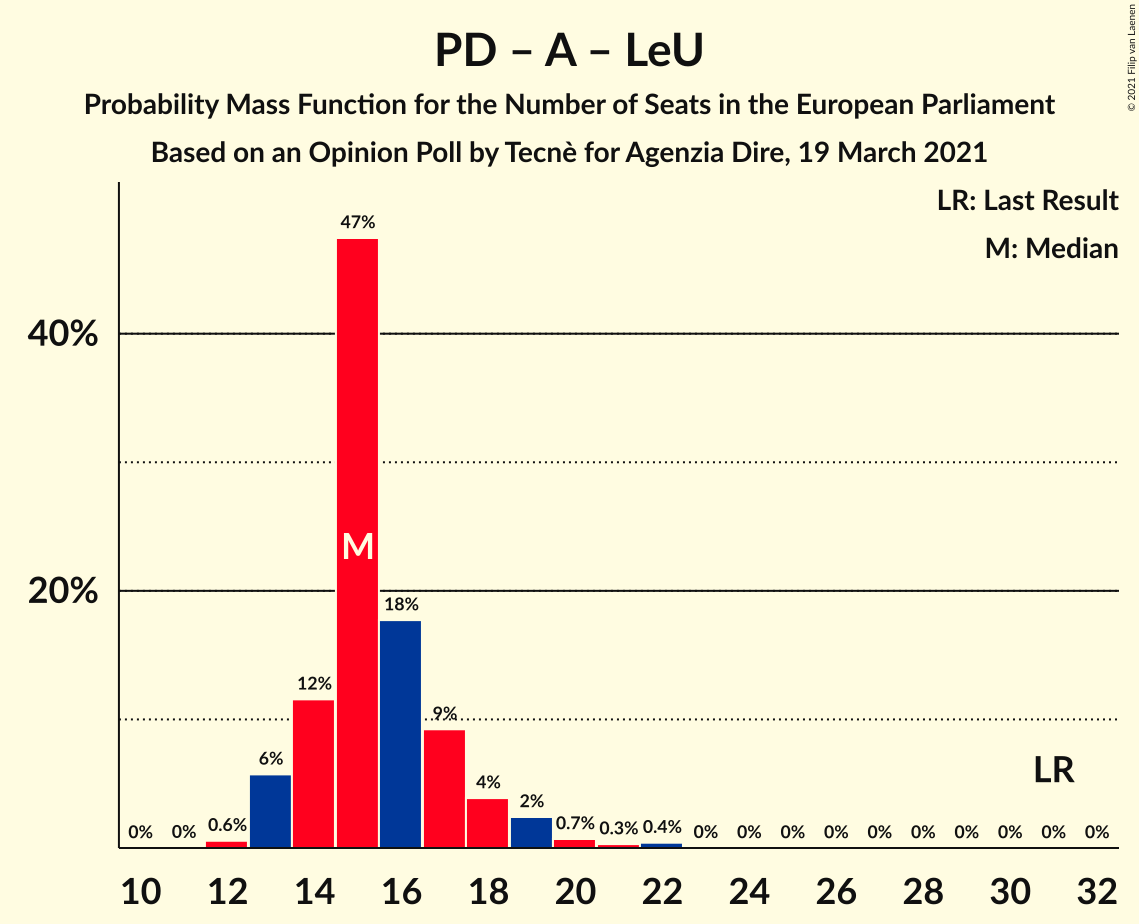 PD – A – LeU
Probability Mass Function for the Number of Seats in the European Parliament
Based on an Opinion Poll by Tecnè for Agenzia Dire, 19 March 2021
© 2021 Filip van Laenen
LR: Last Result
M: Median
47%
40%
M
20%
18%
12%
9%
6%
LR
4%
2%
0% 0% 0.6% 0.7% 0.3% 0.4% 0% 0% 0% 0% 0% 0% 0% 0% 0% 0%
10 12 14 16 18 20 22 24 26 28 30 32